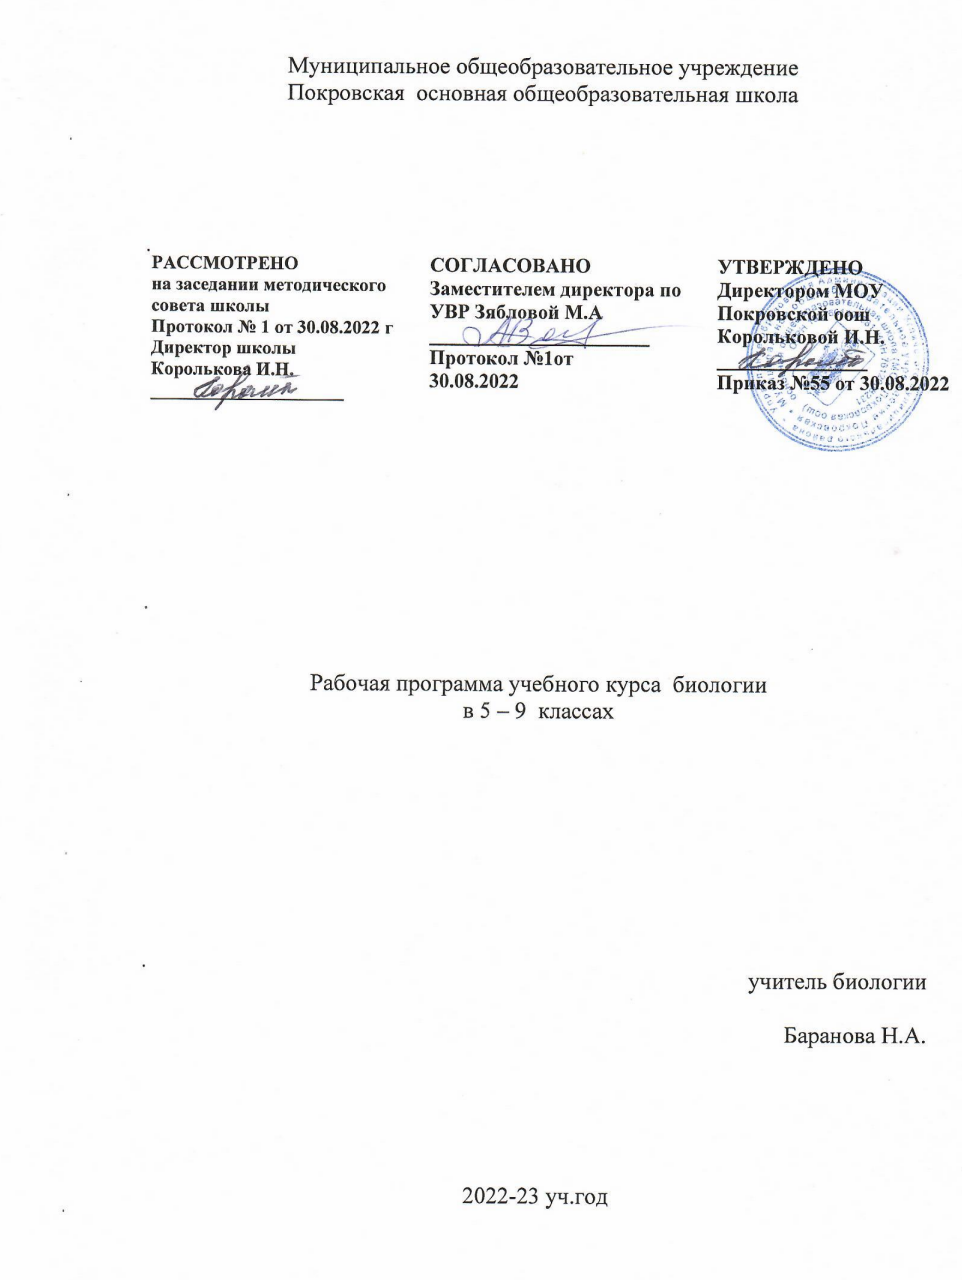 Муниципальное общеобразовательное учреждение
Покровская основная общеобразовательная школа
РАССМОТРЕНО
на заседании методического
совета школы
Протокол № 1 от 30.08.2022 г
Директор школы
Королькова И.Н.
СОГЛАСОВАНО
Заместителем директора по
УВР Зябловой М.А
Протокол №1от
30.08.2022
УТВЕРЖДЕНО
Директором МОУ
Покровской оош
Корольковой И.Н.
Приказ №55 от 30.08.2022
Рабочая программа учебного курса биологии
в 5 – 9 классах
учитель биологии
Баранова Н.А.
2022-23 уч.год